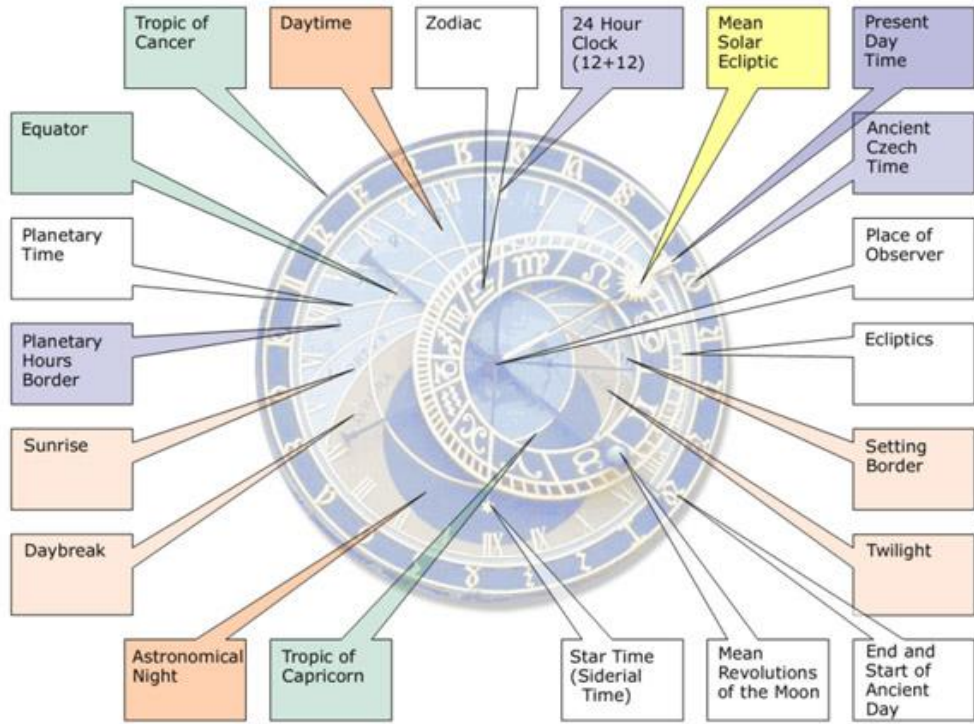 Tropic of
Cancer
Daytime
Zodiac
24 Hour
Clock
(12+12)
Mean
Solar
Ecliptic
Present
Day
Time
Equator
Ancient
Czech
Time
Planetary
Time
Place of
Observer
Planetary
Hours
Border
Ecliptics
Sunrise
Setting
Border
Daybreak
Twilight
Astronomical
Night
Tropic of
Capricorn
Star Time
(Siderial
Time)
Mean
Revolutions
of the Moon
End and
Start of
Ancient
Day